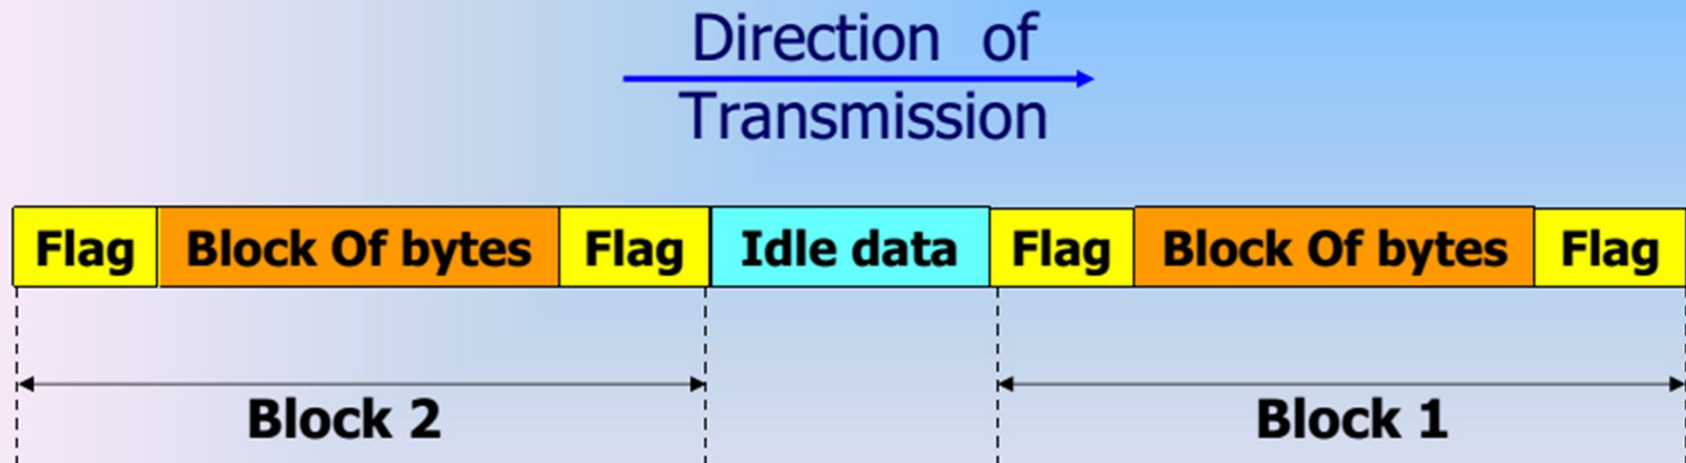 Direction of
Transmission
Flag Block Of bytes Flag Idle data Flag Block Of bytes Flag
Block 2 Block 1